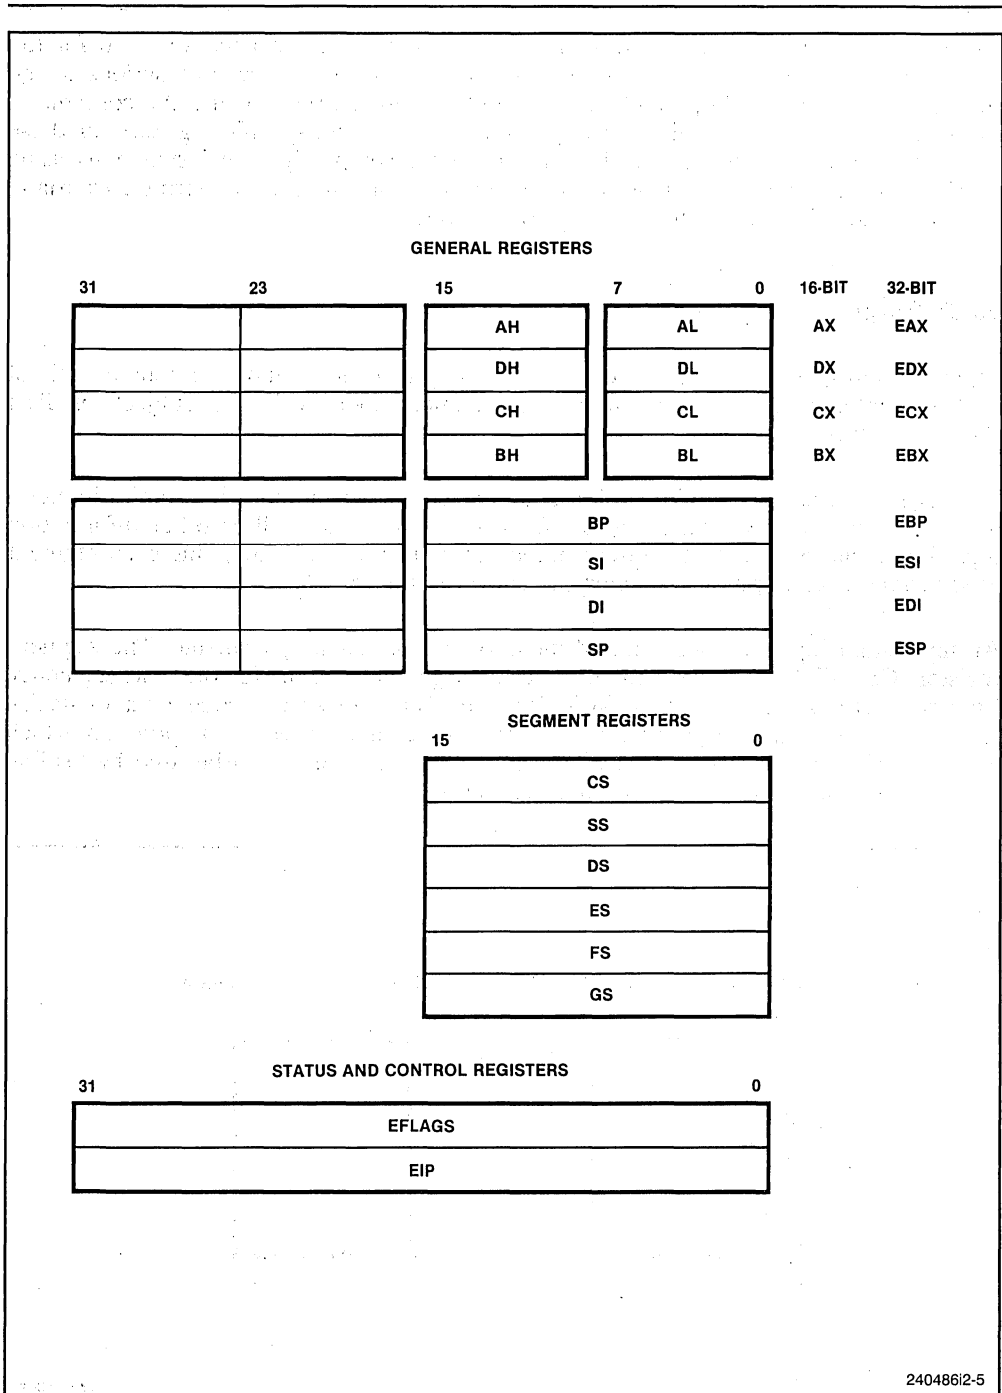 GENERAL REGISTERS
31 23 15 7 0 16-BIT 32-BIT
AH AL AX EAX
DH DL DX EDX
CH CL CX ECX
BH BL BX EBX
BP EBP
SI ESI
DI EDI
SP ESP
SEGMENT REGISTERS
15 0
CS
SS
DS
ES
FS
GS
STATUS AND CONTROL REGISTERS
31 0
EFLAGS
EIP
240486i2-5